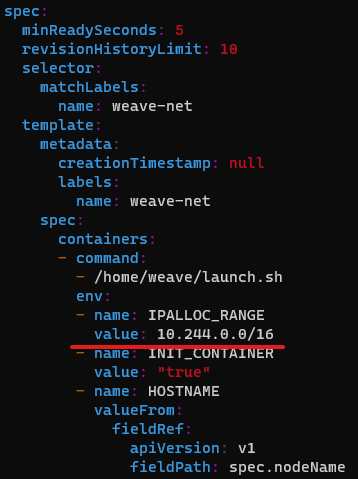 spec:
  minReadySeconds: 5
  revisionHistoryLimit: 10
  selector:
    matchLabels:
      name: weave-net
  template:
    metadata:
      creationTimestamp: null
      labels:
        name: weave-net
    spec:
      containers:
      - command:
        - /home/weave/launch.sh
        env:
        - name: IPALLOC_RANGE
          value: 10.244.0.0/16
        - name: INIT_CONTAINER
          value: "true"
        - name: HOSTNAME
          valueFrom:
            fieldRef:
              apiVersion: v1
              fieldPath: spec.nodeName